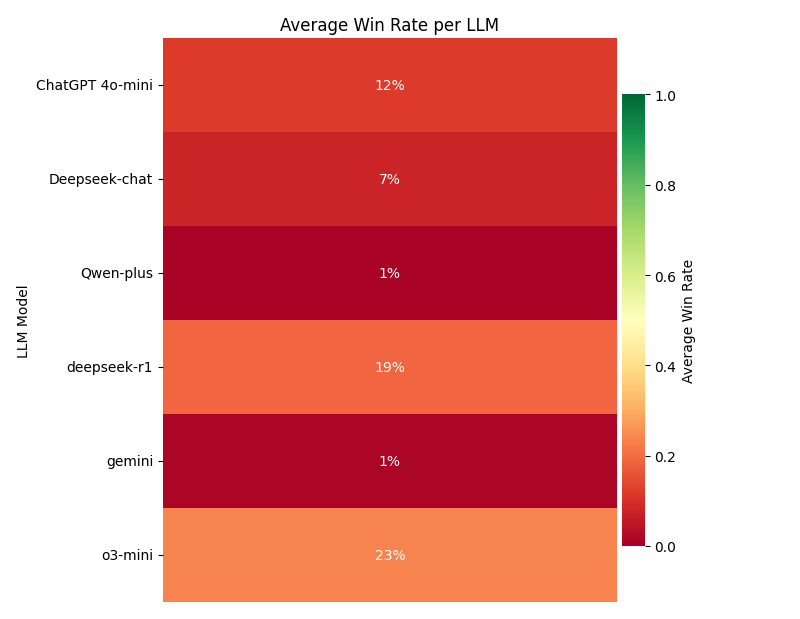 Average Win Rate per LLM
LLM Model
ChatGPT 4o-mini
12%
Deepseek-chat
7%
Qwen-plus
1%
deepseek-r1
19%
gemini
1%
o3-mini
23%
1.0
0.8
0.6
0.4
0.2
0.0
Average Win Rate